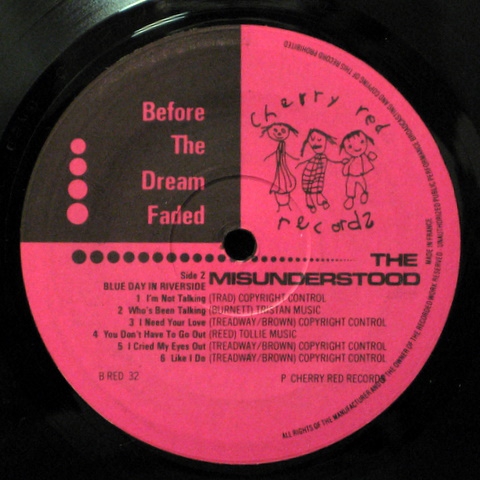 Before
The
Dream
Faded
cherry red
records
THE
MISUNDERSTOOD
Side 2
BLUE DAY IN RIVERSIDE
1 I'm Not Talking (TRAD) COPYRIGHT CONTROL
2 Who's Been Talking (BURNETT) TRISTAN MUSIC
3 I Need Your Love (TREADWAY/BROWN) COPYRIGHT CONTROL
4 You Don't Have To Go Out (REED) TOLLIE MUSIC
5 I Cried My Eyes Out (TREADWAY/BROWN) COPYRIGHT CONTROL
6 Like I Do (TREADWAY/BROWN) COPYRIGHT CONTROL
B RED 32
P. CHERRY RED RECORDS
MADE IN FRANCE
ALL RIGHTS OF THE MANUFACTURER AND OF THE OWNER OF THE RECORDED WORK RESERVED. UNAUTHORIZED PUBLIC PERFORMANCE BROADCASTING AND COPYING OF THIS RECORD PROHIBITED